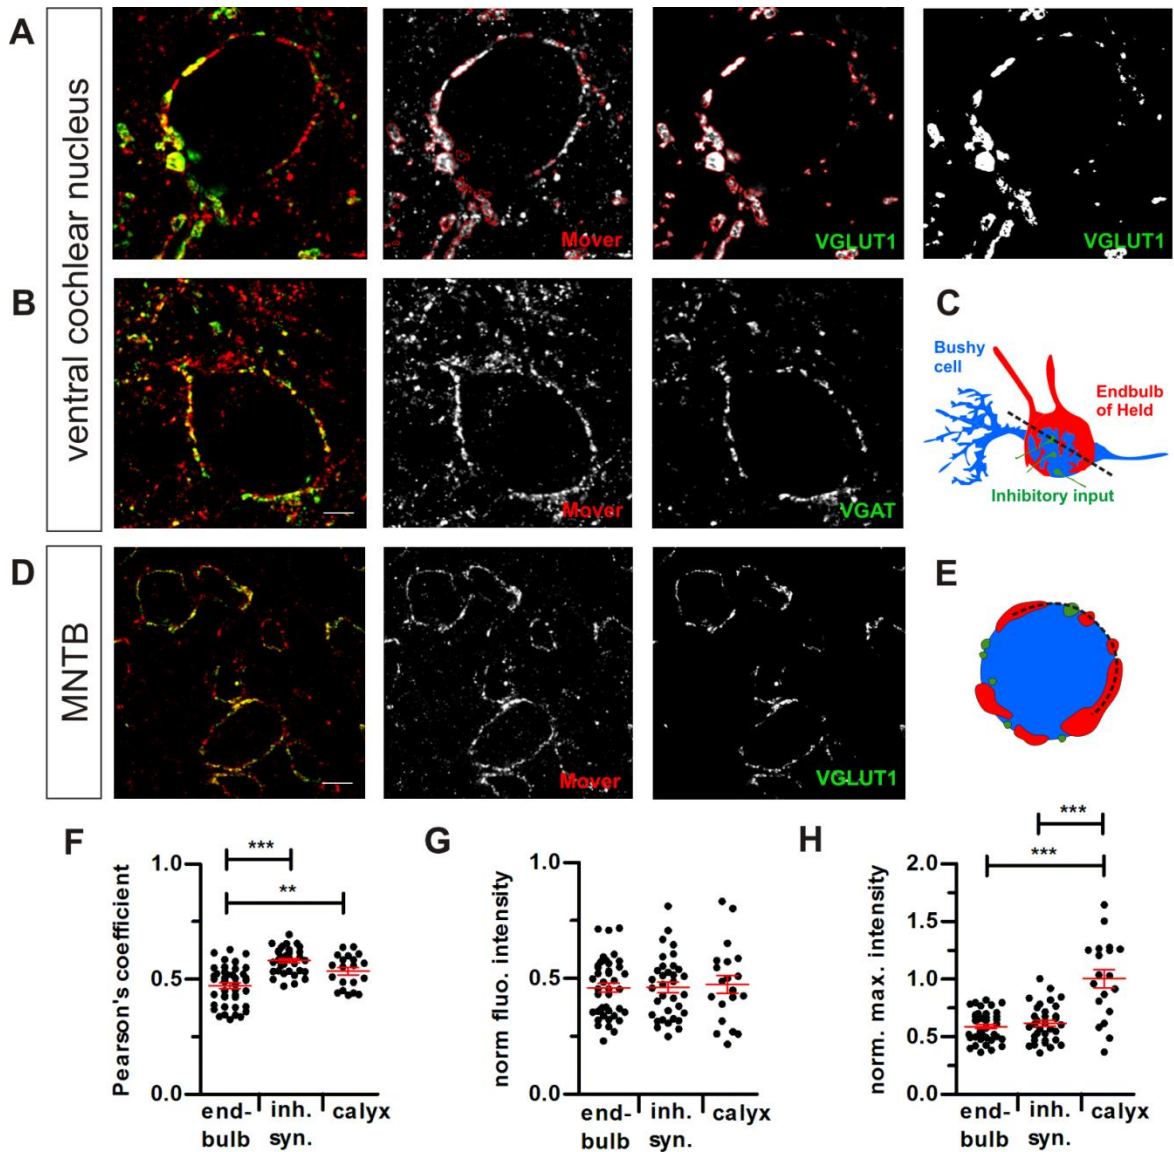 A
ventral cochlear nucleus
Mover
VGLUT1
VGLUT1
B
Mover
VGAT
C
Bushy
cell
Endbulb
of Held
Inhibitory input
D
MNTB
Mover
VGLUT1
E
F
Pearson's coefficient
1.0
0.5
0.0
***
**
end-
bulb
inh.
syn.
calyx
G
norm fluo. intensity
1.0
0.5
0.0
end-
bulb
inh.
syn.
calyx
H
norm. max. intensity
2.0
1.5
1.0
0.5
0.0
***
***
end-
bulb
inh.
syn.
calyx